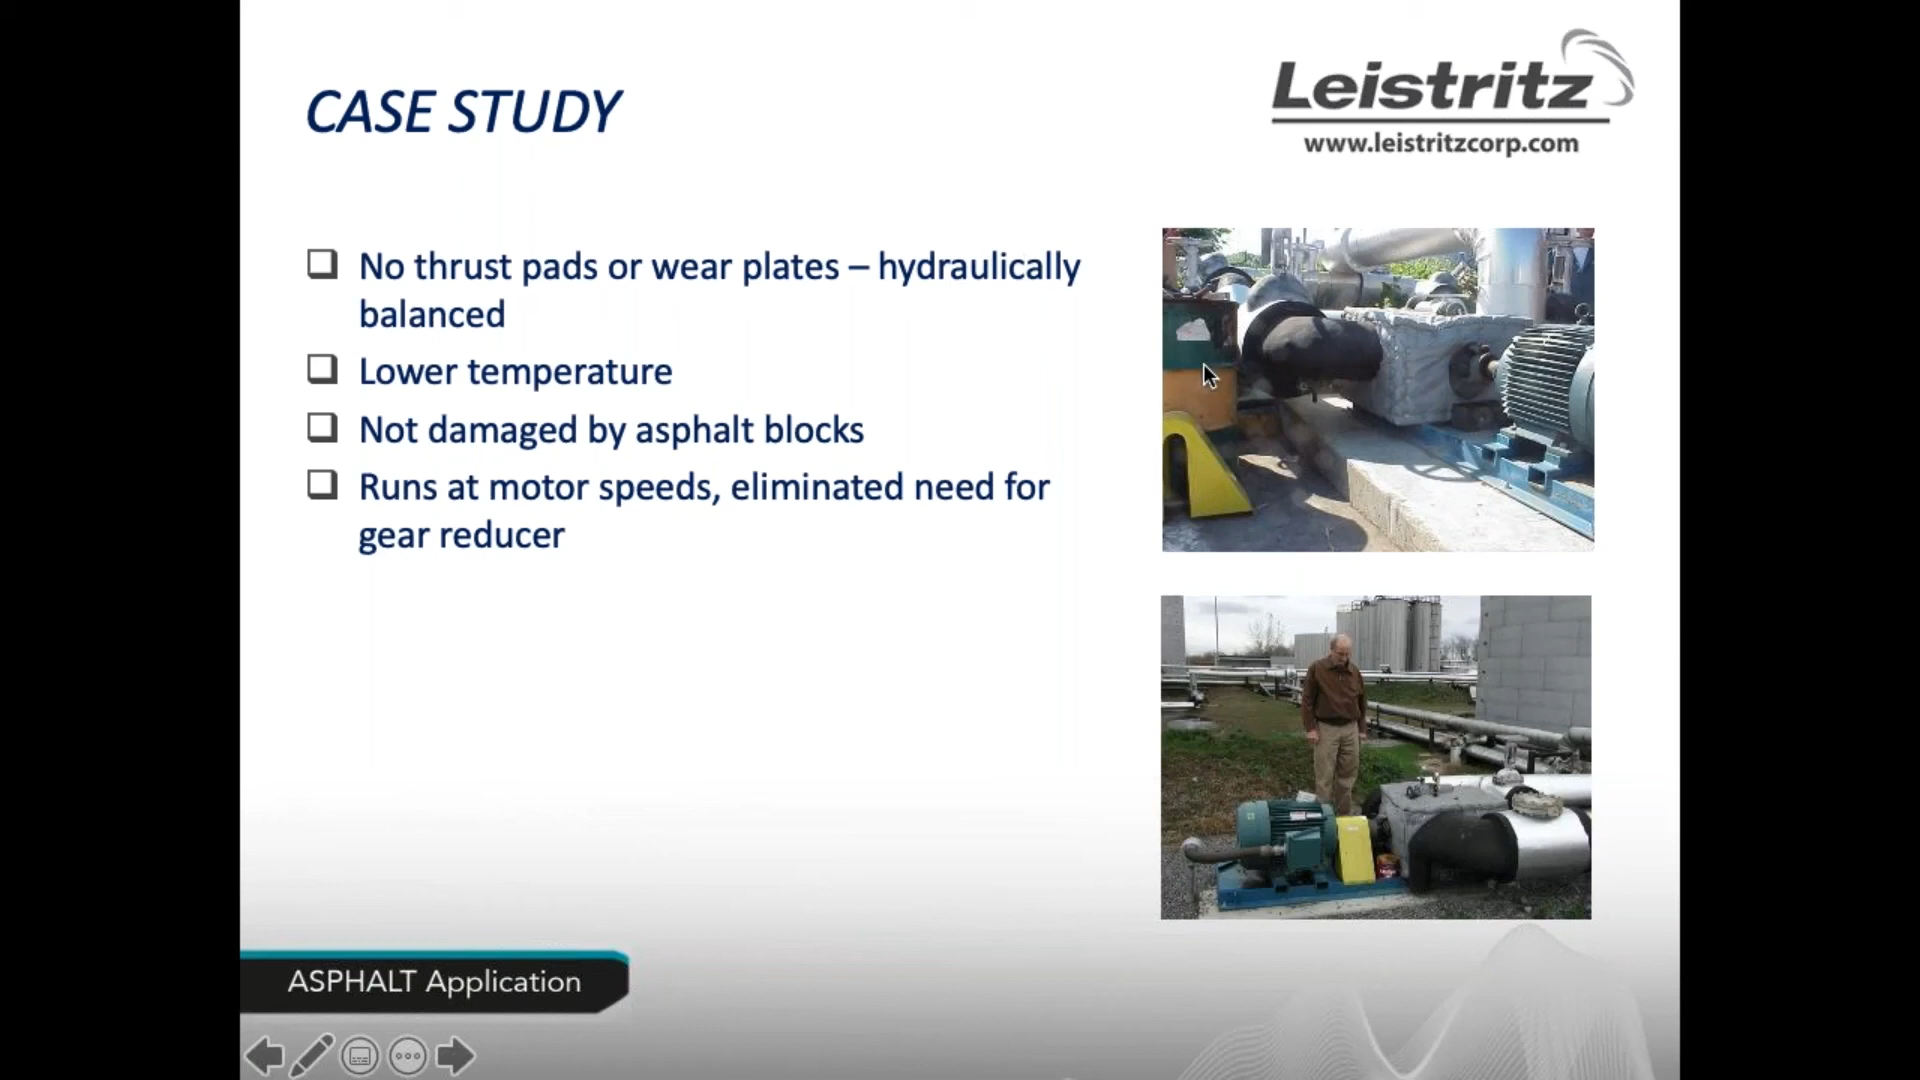 CASE STUDY
Leistritz
www.leistritzcorp.com
No thrust pads or wear plates – hydraulically
balanced
Lower temperature
Not damaged by asphalt blocks
Runs at motor speeds, eliminated need for
gear reducer
ASPHALT Application